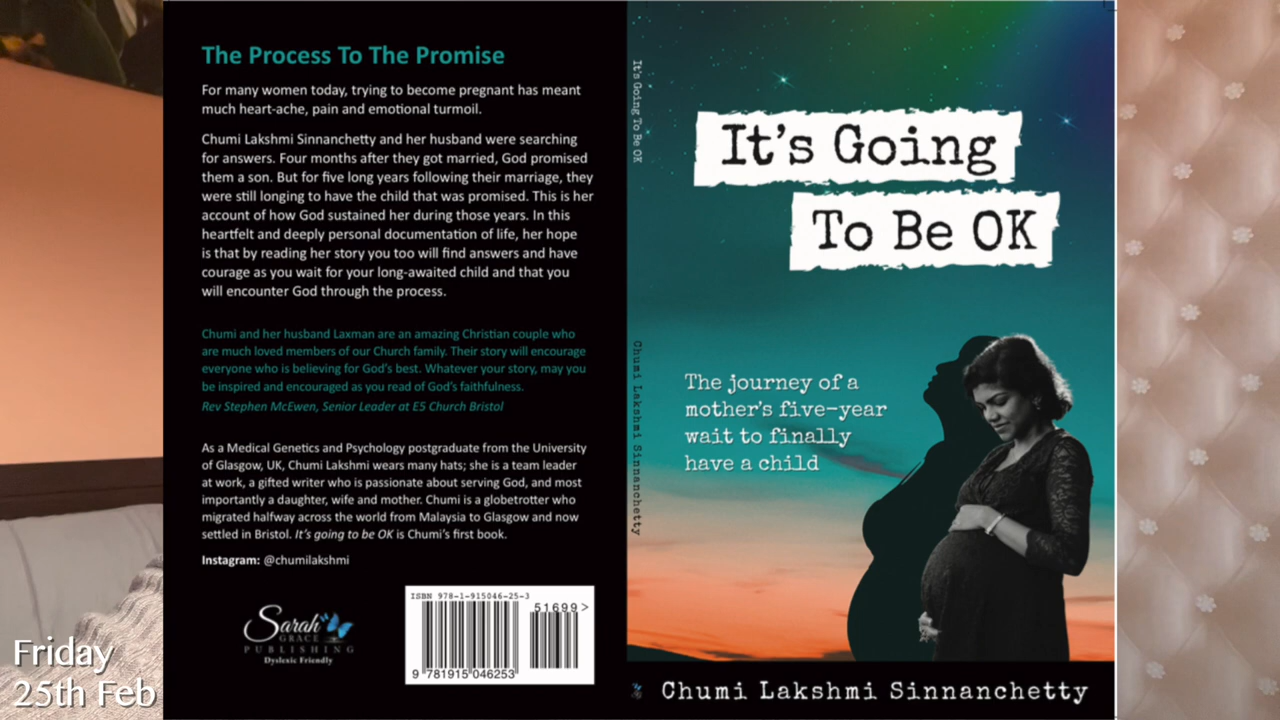 The Process To The Promise
For many women today, trying to become pregnant has meant
much heart-ache, pain and emotional turmoil.
Chumi Lakshmi Sinnanchetty and her husband were searching
for answers. Four months after they got married, God promised
them a son. But for five long years following their marriage, they
were still longing to have the child that was promised. This is her
account of how God sustained her during those years. In this
heartfelt and deeply personal documentation of life, her hope
is that by reading her story you too will find answers and have
courage as you wait for your long-awaited child and that you
will encounter God through the process.
Chumi and her husband Laxman are an amazing Christian couple who
are much loved members of our Church family. Their story will encourage
everyone who is believing for God's best. Whatever your story, may you
be inspired and encouraged as you read of God's faithfulness.
Rev Stephen McEwen, Senior Leader at E5 Church Bristol
As a Medical Genetics and Psychology postgraduate from the University
of Glasgow, UK, Chumi Lakshmi wears many hats; she is a team leader
at work, a gifted writer who is passionate about serving God, and most
importantly a daughter, wife and mother. Chumi is a globetrotter who
migrated halfway across the world from Malaysia to Glasgow and now
settled in Bristol. It's going to be OK is Chumi's first book.
Instagram: @chumilakshmi
Sarah
GRACE
PUBLISHING
Dyslexic Friendly
ISBN 978-1-915046-25-3
51699>
9 781915 046253
It's Going To Be OK
Chumi Lakshmi Sinnanchetty
It's Going
To Be OK
The journey of a
mother's five-year
wait to finally
have a child
Chumi Lakshmi Sinnanchetty
Friday
25th Feb